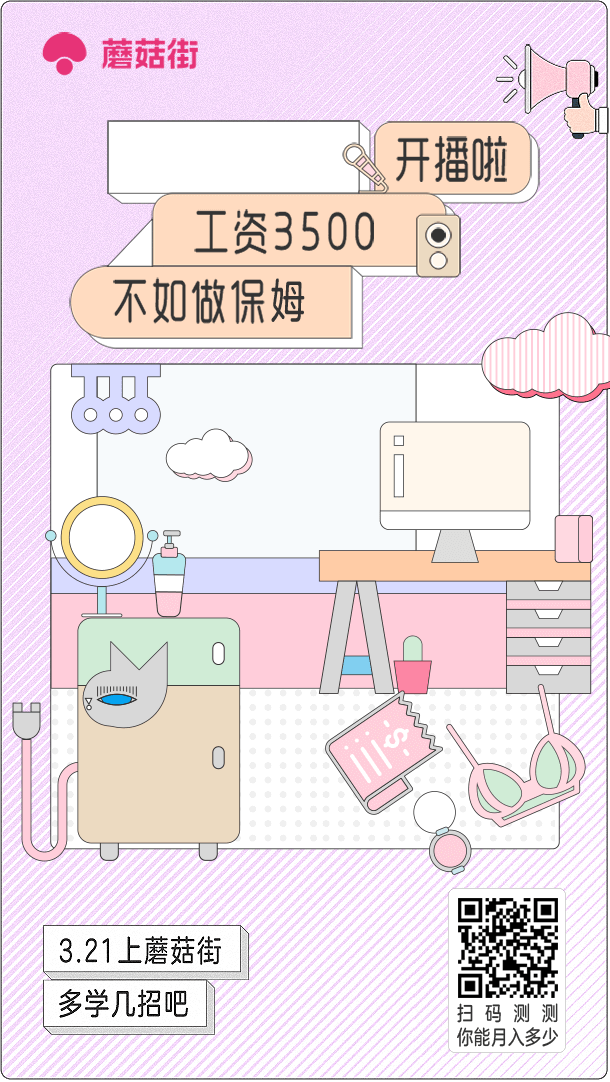 蘑菇街
开播啦
工资3500
不如做保姆
3.21上蘑菇街
多学几招吧
扫码测测
你能月入多少